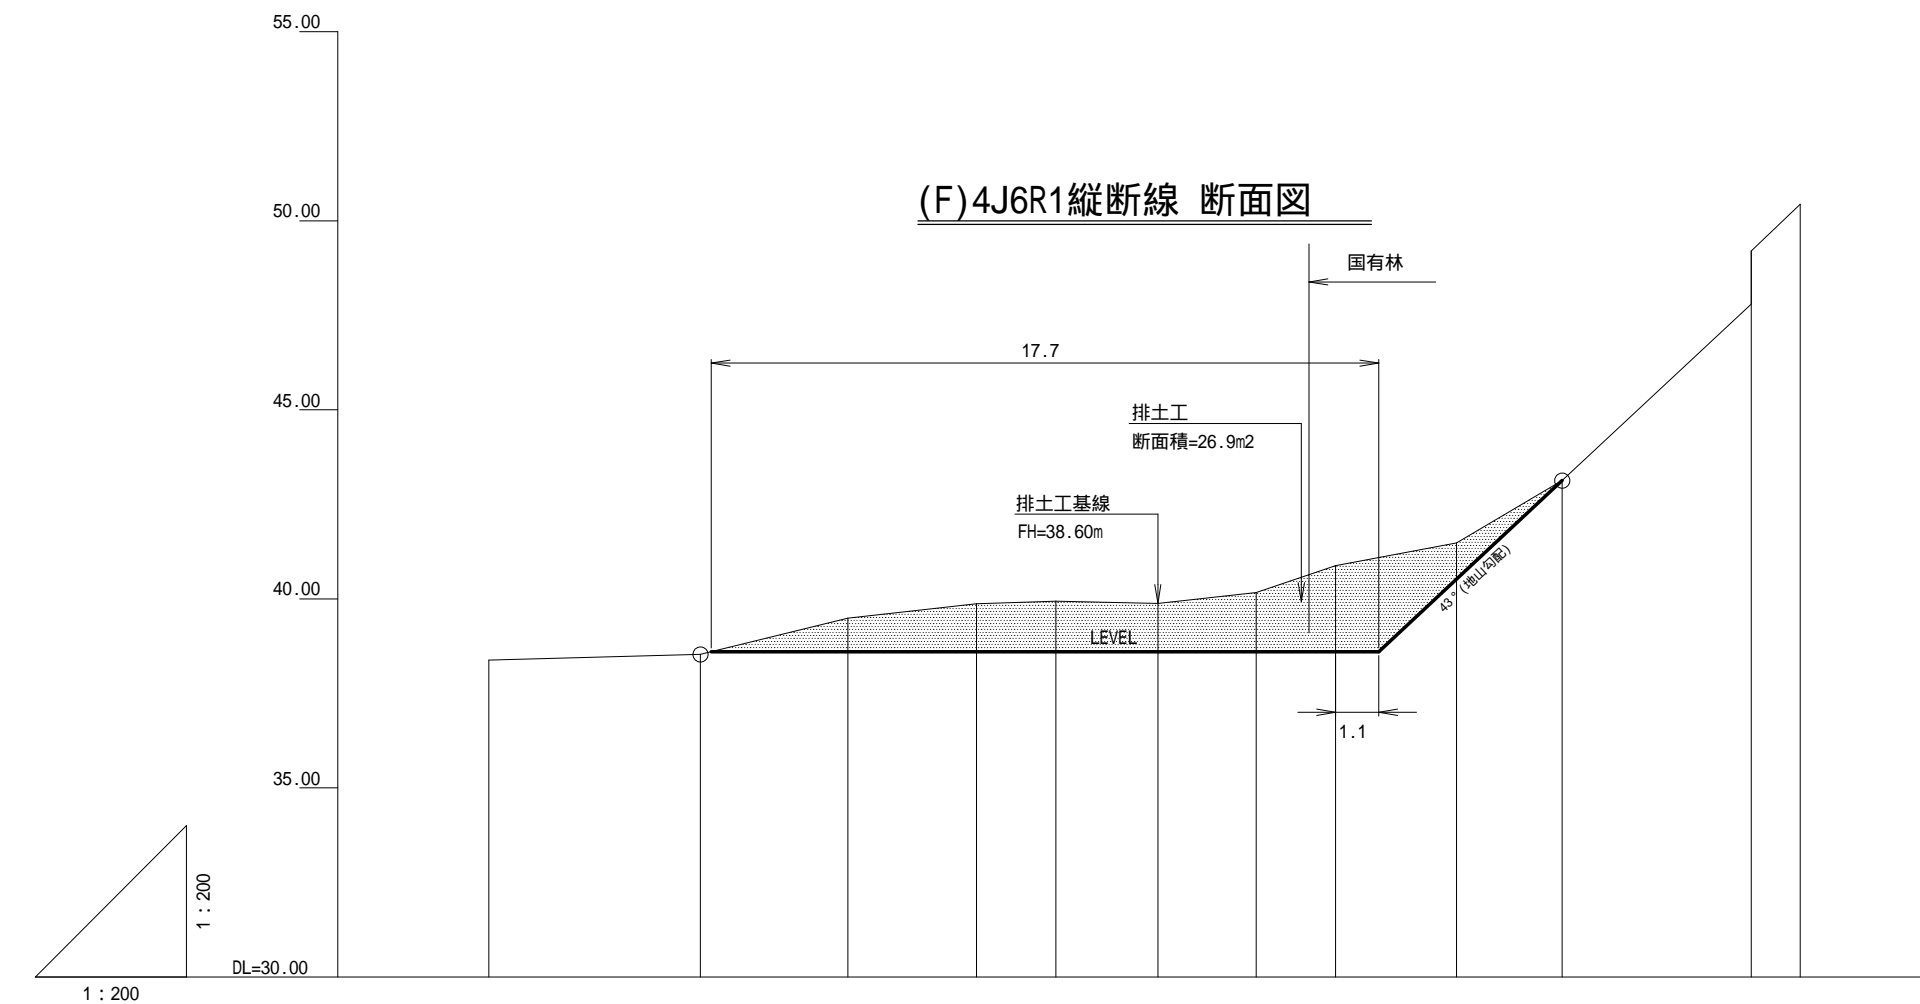 55.00
50.00
(F)4J6R1縦断線 断面図
国有林
17.7
45.00
排土工
断面積=26.9m2
排土工基線
FH=38.60m
40.00
LEVEL
43°(地山勾配)
1.1
35.00
1：200
DL=30.00
1：200